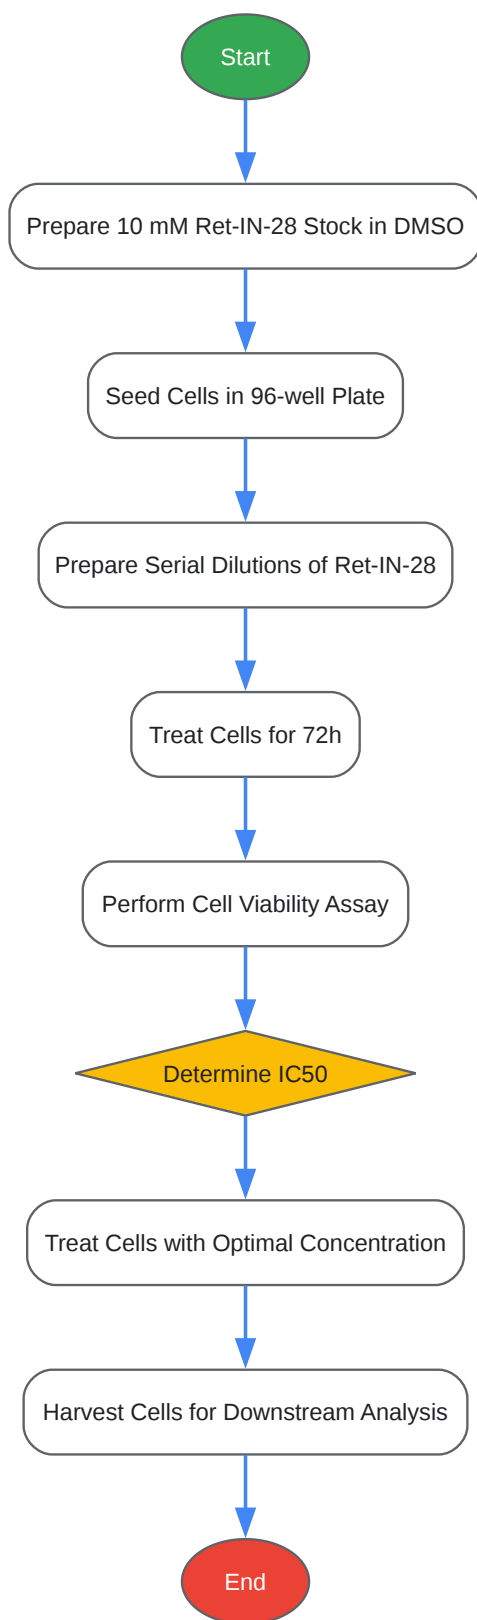 Start
Prepare 10 mM Ret-IN-28 Stock in DMSO
Seed Cells in 96-well Plate
Prepare Serial Dilutions of Ret-IN-28
Treat Cells for 72h
Perform Cell Viability Assay
Determine IC50
Treat Cells with Optimal Concentration
Harvest Cells for Downstream Analysis
End